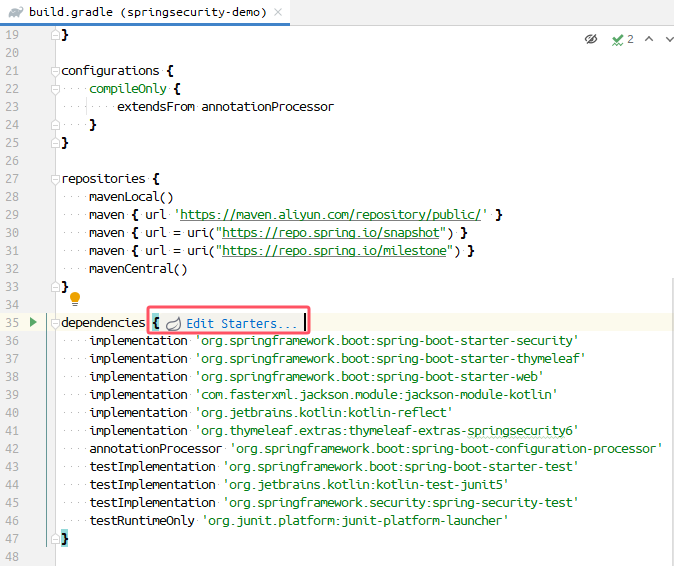 build.gradle (springsecurity-demo)
2
19 }
20
21 configurations {
22     compileOnly {
23         extendsFrom annotationProcessor
24     }
25 }
26
27 repositories {
28     mavenLocal()
29     maven { url 'https://maven.aliyun.com/repository/public/' }
30     maven { url = uri("https://repo.spring.io/snapshot") }
31     maven { url = uri("https://repo.spring.io/milestone") }
32     mavenCentral()
33 }
34
35 dependencies { Edit Starters...
36     implementation 'org.springframework.boot:spring-boot-starter-security'
37     implementation 'org.springframework.boot:spring-boot-starter-thymeleaf'
38     implementation 'org.springframework.boot:spring-boot-starter-web'
39     implementation 'com.fasterxml.jackson.module:jackson-module-kotlin'
40     implementation 'org.jetbrains.kotlin:kotlin-reflect'
41     implementation 'org.thymeleaf.extras:thymeleaf-extras-springsecurity6'
42     annotationProcessor 'org.springframework.boot:spring-boot-configuration-processor'
43     testImplementation 'org.springframework.boot:spring-boot-starter-test'
44     testImplementation 'org.jetbrains.kotlin:kotlin-test-junit5'
45     testImplementation 'org.springframework.security:spring-security-test'
46     testRuntimeOnly 'org.junit.platform:junit-platform-launcher'
47 }
48